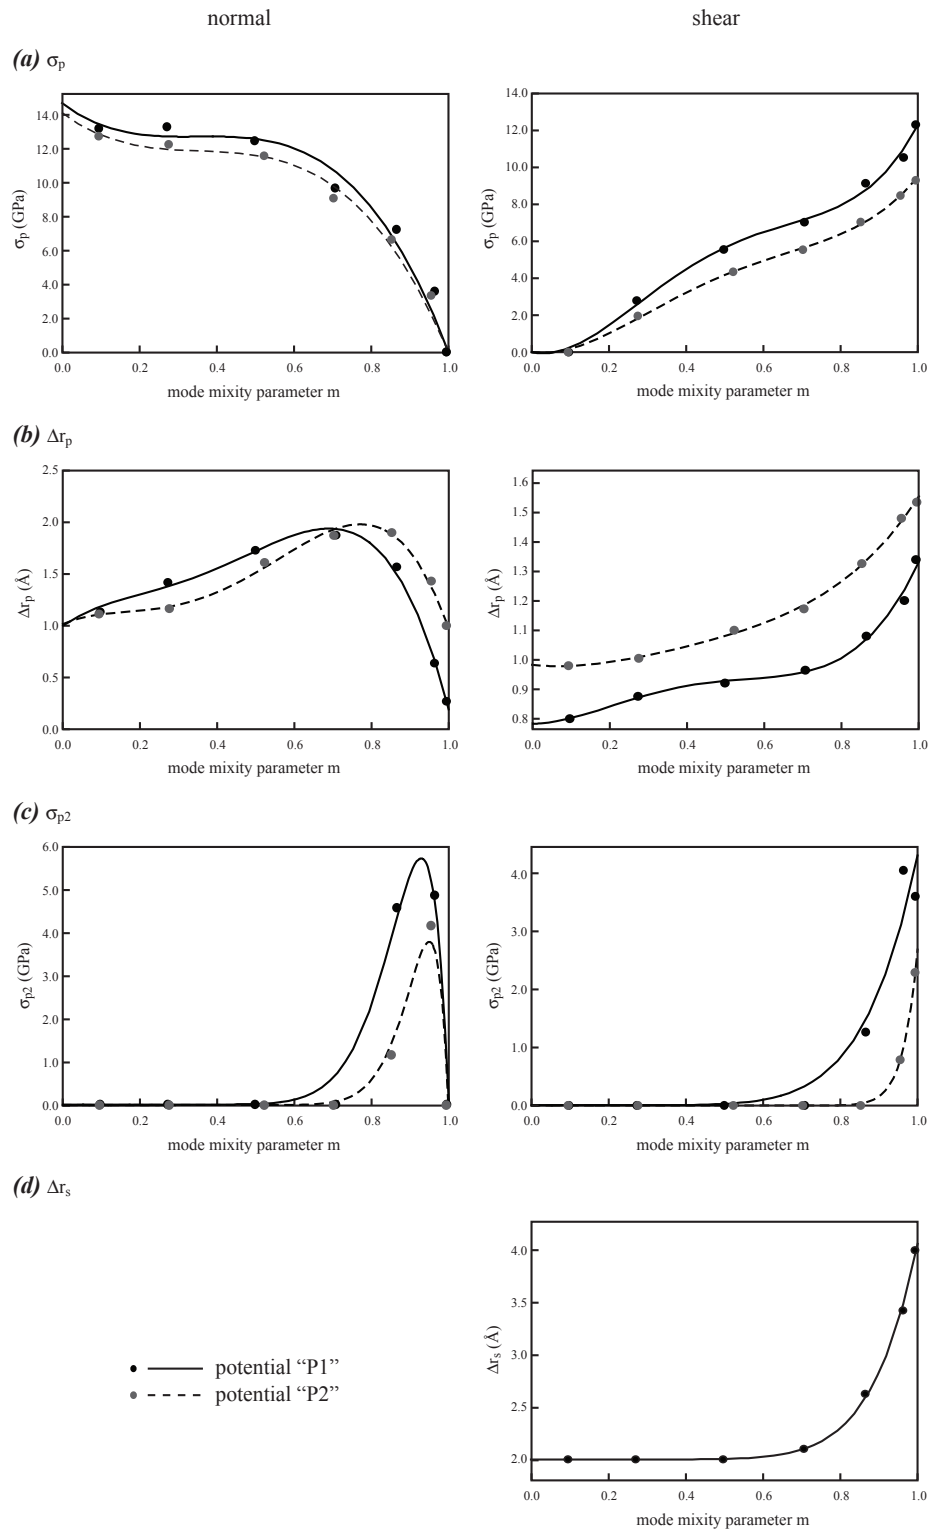 normal
shear
(a) σp
σp (GPa)
14.0
12.0
10.0
8.0
6.0
4.0
2.0
0.0
0.0 0.2 0.4 0.6 0.8 1.0
mode mixity parameter m
σp (GPa)
14.0
12.0
10.0
8.0
6.0
4.0
2.0
0.0
0.0 0.2 0.4 0.6 0.8 1.0
mode mixity parameter m
(b) Δrp
Δrp (Å)
2.5
2.0
1.5
1.0
0.5
0.0
0.0 0.2 0.4 0.6 0.8 1.0
mode mixity parameter m
Δrp (Å)
1.6
1.5
1.4
1.3
1.2
1.1
1.0
0.9
0.8
0.0 0.2 0.4 0.6 0.8 1.0
mode mixity parameter m
(c) σp2
σp2 (GPa)
6.0
5.0
4.0
3.0
2.0
1.0
0.0
0.0 0.2 0.4 0.6 0.8 1.0
mode mixity parameter m
σp2 (GPa)
4.0
3.0
2.0
1.0
0.0
0.0 0.2 0.4 0.6 0.8 1.0
mode mixity parameter m
(d) Δrs
potential “P1”
potential “P2”
Δrs (Å)
4.0
3.5
3.0
2.5
2.0
0.0 0.2 0.4 0.6 0.8 1.0
mode mixity parameter m